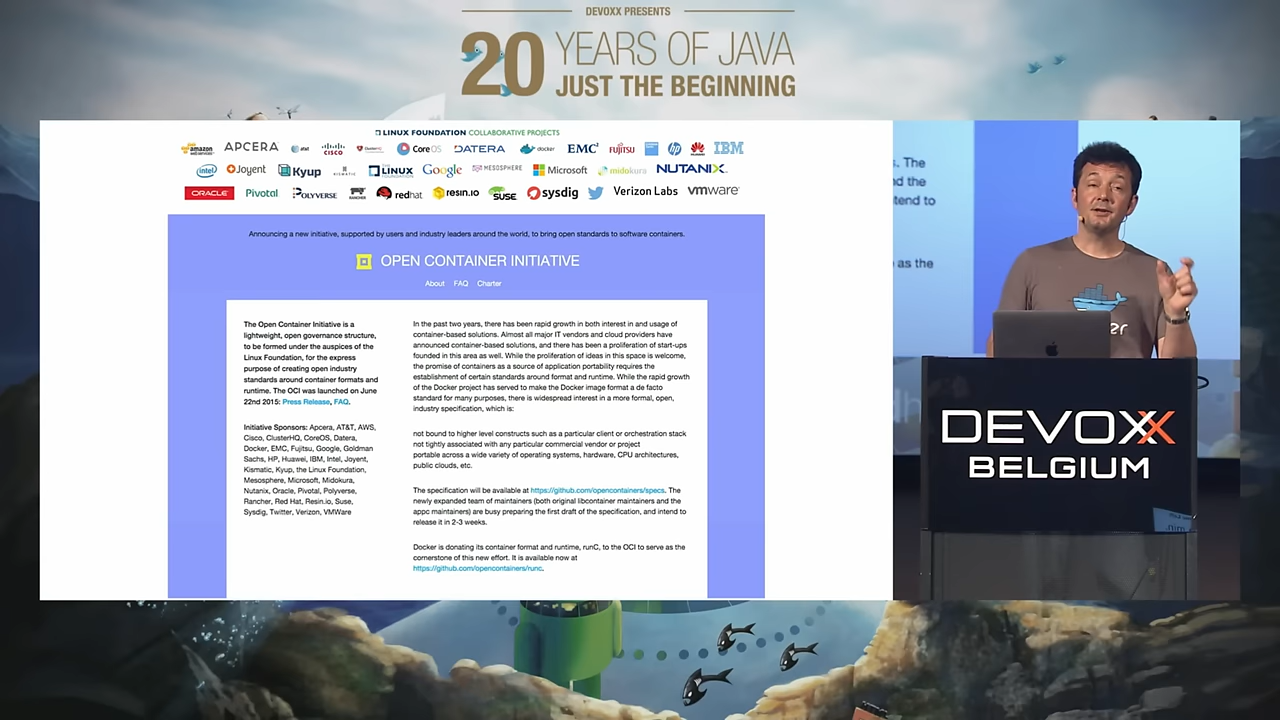 DEVOXX PRESENTS
20 YEARS OF JAVA
JUST THE BEGINNING
LINUX FOUNDATION COLLABORATIVE PROJECTS
amazon APCERA at&t CISCO CoreOS DATERA docker EMC² FUJITSU hp HUAWEI IBM
intel Joyent Kyup KISMATIC THE LINUX FOUNDATION Google MESOSPHERE Microsoft midokura NUTANIX
ORACLE Pivotal POLYVERSE RANCHER redhat resin.io SUSE sysdig Verizon Labs vmware
Announcing a new initiative, supported by users and industry leaders around the world, to bring open standards to software containers.
OPEN CONTAINER INITIATIVE
About FAQ Charter
The Open Container Initiative is a
lightweight, open governance structure,
to be formed under the auspices of the
Linux Foundation, for the express
purpose of creating open industry
standards around container formats and
runtime. The OCI was launched on June
22nd 2015: Press Release, FAQ.
Initiative Sponsors: Apcera, AT&T, AWS,
Cisco, ClusterHQ, CoreOS, Datera,
Docker, EMC, Fujitsu, Google, Goldman
Sachs, HP, Huawei, IBM, Intel, Joyent,
Kismatic, Kyup, the Linux Foundation,
Mesosphere, Microsoft, Midokura,
Nutanix, Oracle, Pivotal, Polyverse,
Rancher, Red Hat, Resin.io, Suse,
Sysdig, Twitter, Verizon, VMWare
In the past two years, there has been rapid growth in both interest in and usage of
container-based solutions. Almost all major IT vendors and cloud providers have
announced container-based solutions, and there has been a proliferation of start-ups
founded in this area as well. While the proliferation of ideas in this space is welcome,
the promise of containers as a source of application portability requires the
establishment of certain standards around format and runtime. While the rapid growth
of the Docker project has served to make the Docker image format a de facto
standard for many purposes, there is widespread interest in a more formal, open,
industry specification, which is:
not bound to higher level constructs such as a particular client or orchestration stack
not tightly associated with any particular commercial vendor or project
portable across a wide variety of operating systems, hardware, CPU architectures,
public clouds, etc.
The specification will be available at https://github.com/opencontainers/specs. The
newly expanded team of maintainers (both original libcontainer maintainers and the
appc maintainers) are busy preparing the first draft of the specification, and intend to
release it in 2-3 weeks.
Docker is donating its container format and runtime, runC, to the OCI to serve as the
cornerstone of this new effort. It is available now at
https://github.com/opencontainers/runc.
s. The
d the
tend to
as the
er
DEVOXX
BELGIUM